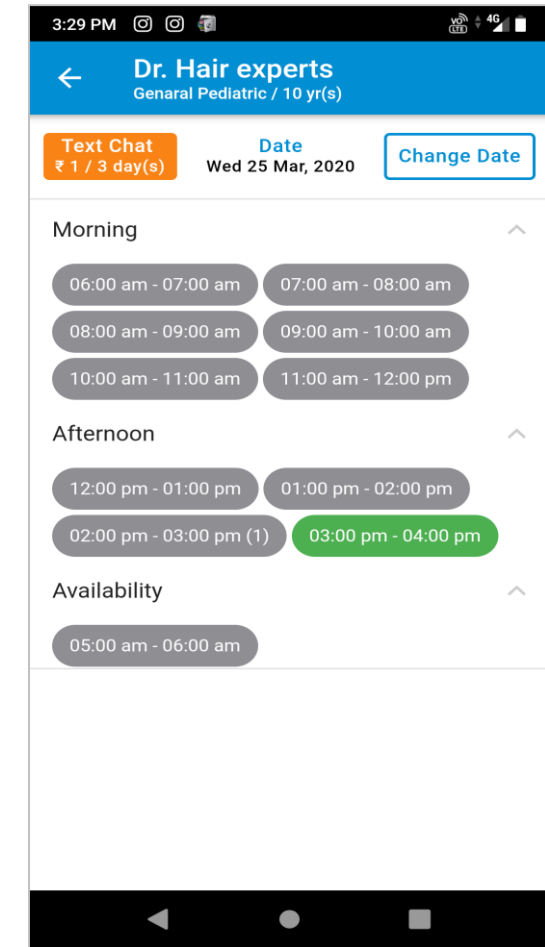 3:29 PM
VO LTE 4G
Dr. Hair experts
Genaral Pediatric / 10 yr(s)
Text Chat
₹ 1 / 3 day(s)
Date
Wed 25 Mar, 2020
Change Date
Morning
06:00 am - 07:00 am
07:00 am - 08:00 am
08:00 am - 09:00 am
09:00 am - 10:00 am
10:00 am - 11:00 am
11:00 am - 12:00 pm
Afternoon
12:00 pm - 01:00 pm
01:00 pm - 02:00 pm
02:00 pm - 03:00 pm (1)
03:00 pm - 04:00 pm
Availability
05:00 am - 06:00 am